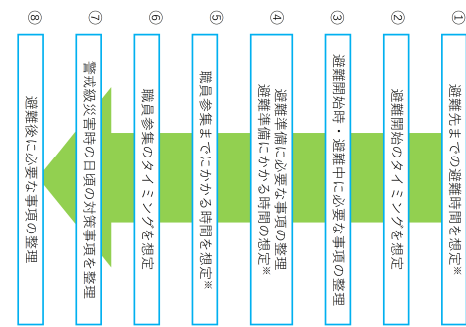 ①
避難先までの避難時間を想定※
②
避難開始のタイミングを想定
③
避難開始時・避難中に必要な事項の整理
④
避難準備に必要な事項の整理
避難準備にかかる時間の想定※
⑤
職員参集までにかかる時間を想定※
⑥
職員参集のタイミングを想定
⑦
警戒級災害時の日頃の対策事項を整理
⑧
避難後に必要な事項の整理